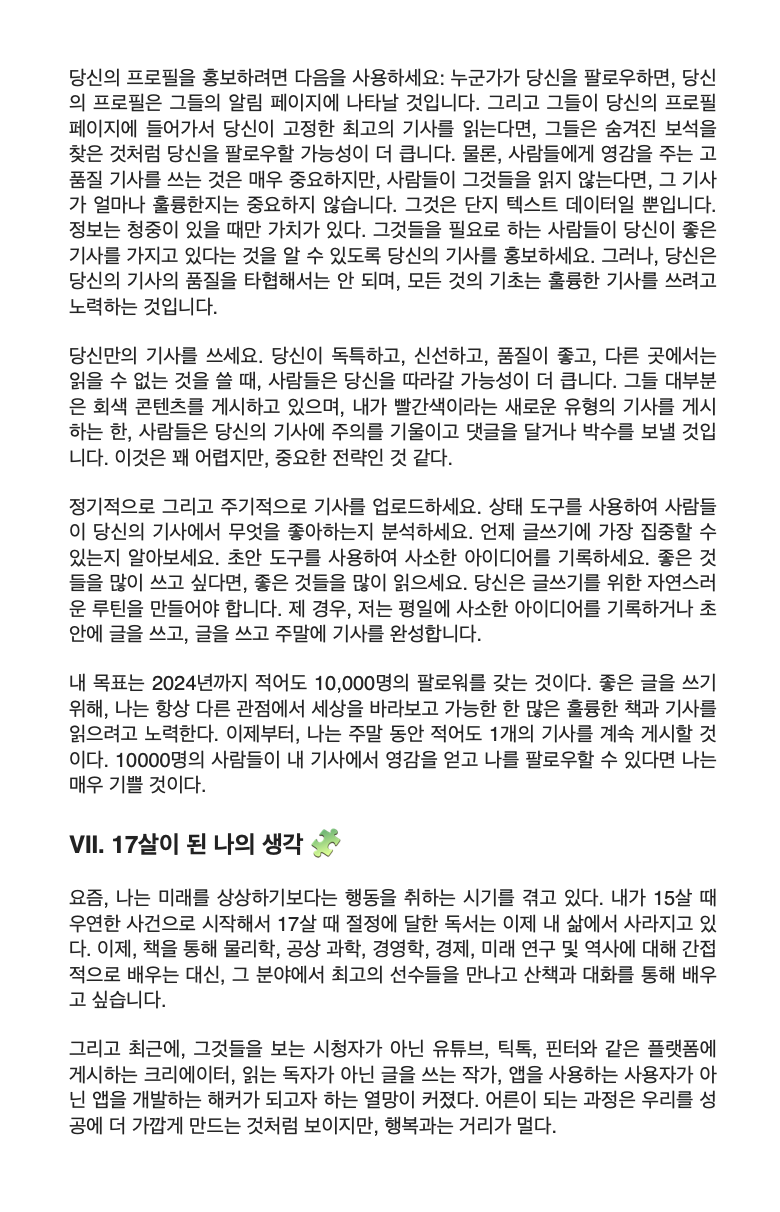 당신의 프로필을 홍보하려면 다음을 사용하세요: 누군가가 당신을 팔로우하면, 당신
의 프로필은 그들의 알림 페이지에 나타날 것입니다. 그리고 그들이 당신의 프로필
페이지에 들어가서 당신이 고정한 최고의 기사를 읽는다면, 그들은 숨겨진 보석을
찾은 것처럼 당신을 팔로우할 가능성이 더 큽니다. 물론, 사람들에게 영감을 주는 고
품질 기사를 쓰는 것은 매우 중요하지만, 사람들이 그것들을 읽지 않는다면, 그 기사
가 얼마나 훌륭한지는 중요하지 않습니다. 그것은 단지 텍스트 데이터일 뿐입니다.
정보는 청중이 있을 때만 가치가 있다. 그것들을 필요로 하는 사람들이 당신이 좋은
기사를 가지고 있다는 것을 알 수 있도록 당신의 기사를 홍보하세요. 그러나, 당신은
당신의 기사의 품질을 타협해서는 안 되며, 모든 것의 기초는 훌륭한 기사를 쓰려고
노력하는 것입니다.
당신만의 기사를 쓰세요. 당신이 독특하고, 신선하고, 품질이 좋고, 다른 곳에서는
읽을 수 없는 것을 쓸 때, 사람들은 당신을 따라갈 가능성이 더 큽니다. 그들 대부분
은 회색 콘텐츠를 게시하고 있으며, 내가 빨간색이라는 새로운 유형의 기사를 게시
하는 한, 사람들은 당신의 기사에 주의를 기울이고 댓글을 달거나 박수를 보낼 것입
니다. 이것은 꽤 어렵지만, 중요한 전략인 것 같다.
정기적으로 그리고 주기적으로 기사를 업로드하세요. 상태 도구를 사용하여 사람들
이 당신의 기사에서 무엇을 좋아하는지 분석하세요. 언제 글쓰기에 가장 집중할 수
있는지 알아보세요. 초안 도구를 사용하여 사소한 아이디어를 기록하세요. 좋은 것
들을 많이 쓰고 싶다면, 좋은 것들을 많이 읽으세요. 당신은 글쓰기를 위한 자연스러
운 루틴을 만들어야 합니다. 제 경우, 저는 평일에 사소한 아이디어를 기록하거나 초
안에 글을 쓰고, 글을 쓰고 주말에 기사를 완성합니다.
내 목표는 2024년까지 적어도 10,000명의 팔로워를 갖는 것이다. 좋은 글을 쓰기
위해, 나는 항상 다른 관점에서 세상을 바라보고 가능한 한 많은 훌륭한 책과 기사를
읽으려고 노력한다. 이제부터, 나는 주말 동안 적어도 1개의 기사를 계속 게시할 것
이다. 10000명의 사람들이 내 기사에서 영감을 얻고 나를 팔로우할 수 있다면 나는
매우 기쁠 것이다.
VII. 17살이 된 나의 생각 🧩
요즘, 나는 미래를 상상하기보다는 행동을 취하는 시기를 겪고 있다. 내가 15살 때
우연한 사건으로 시작해서 17살 때 절정에 달한 독서는 이제 내 삶에서 사라지고 있
다. 이제, 책을 통해 물리학, 공상 과학, 경영학, 경제, 미래 연구 및 역사에 대해 간접
적으로 배우는 대신, 그 분야에서 최고의 선수들을 만나고 산책과 대화를 통해 배우
고 싶습니다.
그리고 최근에, 그것들을 보는 시청자가 아닌 유튜브, 틱톡, 핀터와 같은 플랫폼에
게시하는 크리에이터, 읽는 독자가 아닌 글을 쓰는 작가, 앱을 사용하는 사용자가 아
닌 앱을 개발하는 해커가 되고자 하는 열망이 커졌다. 어른이 되는 과정은 우리를 성
공에 더 가깝게 만드는 것처럼 보이지만, 행복과는 거리가 멀다.